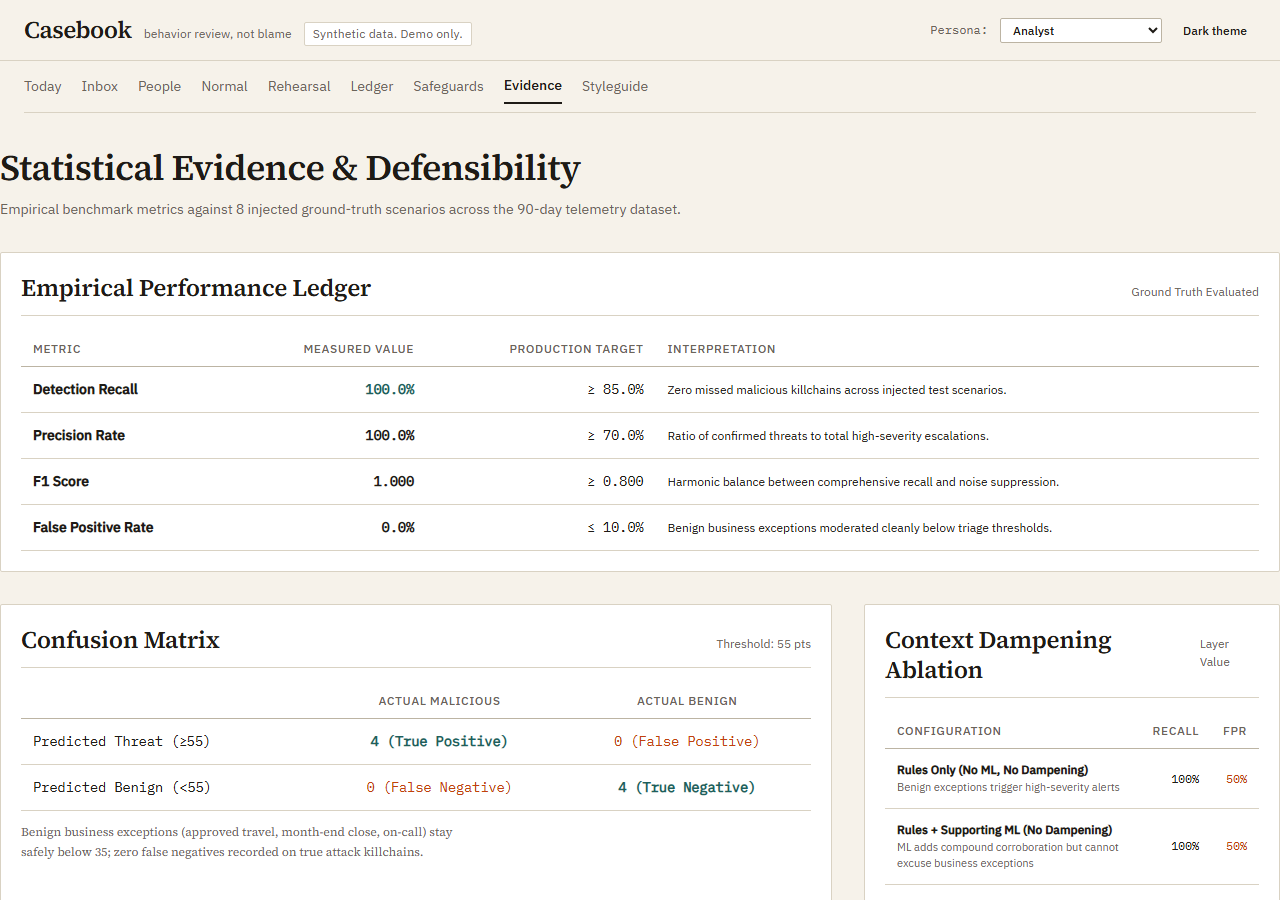 Casebook behavior review, not blame Synthetic data. Demo only. Persona: Analyst Dark theme
Today Inbox People Normal Rehearsal Ledger Safeguards Evidence Styleguide
Statistical Evidence & Defensibility
Empirical benchmark metrics against 8 injected ground-truth scenarios across the 90-day telemetry dataset.
Empirical Performance Ledger Ground Truth Evaluated
METRIC MEASURED VALUE PRODUCTION TARGET INTERPRETATION
Detection Recall 100.0% ≥ 85.0% Zero missed malicious killchains across injected test scenarios.
Precision Rate 100.0% ≥ 70.0% Ratio of confirmed threats to total high-severity escalations.
F1 Score 1.000 ≥ 0.800 Harmonic balance between comprehensive recall and noise suppression.
False Positive Rate 0.0% ≤ 10.0% Benign business exceptions moderated cleanly below triage thresholds.
Confusion Matrix Threshold: 55 pts
ACTUAL MALICIOUS ACTUAL BENIGN
Predicted Threat (≥55) 4 (True Positive) 0 (False Positive)
Predicted Benign (<55) 0 (False Negative) 4 (True Negative)
Benign business exceptions (approved travel, month-end close, on-call) stay
safely below 35; zero false negatives recorded on true attack killchains.
Context Dampening
Ablation
Layer
Value
CONFIGURATION RECALL FPR
Rules Only (No ML, No Dampening)
Benign exceptions trigger high-severity alerts
100% 50%
Rules + Supporting ML (No Dampening)
ML adds compound corroboration but cannot
excuse business exceptions
100% 50%